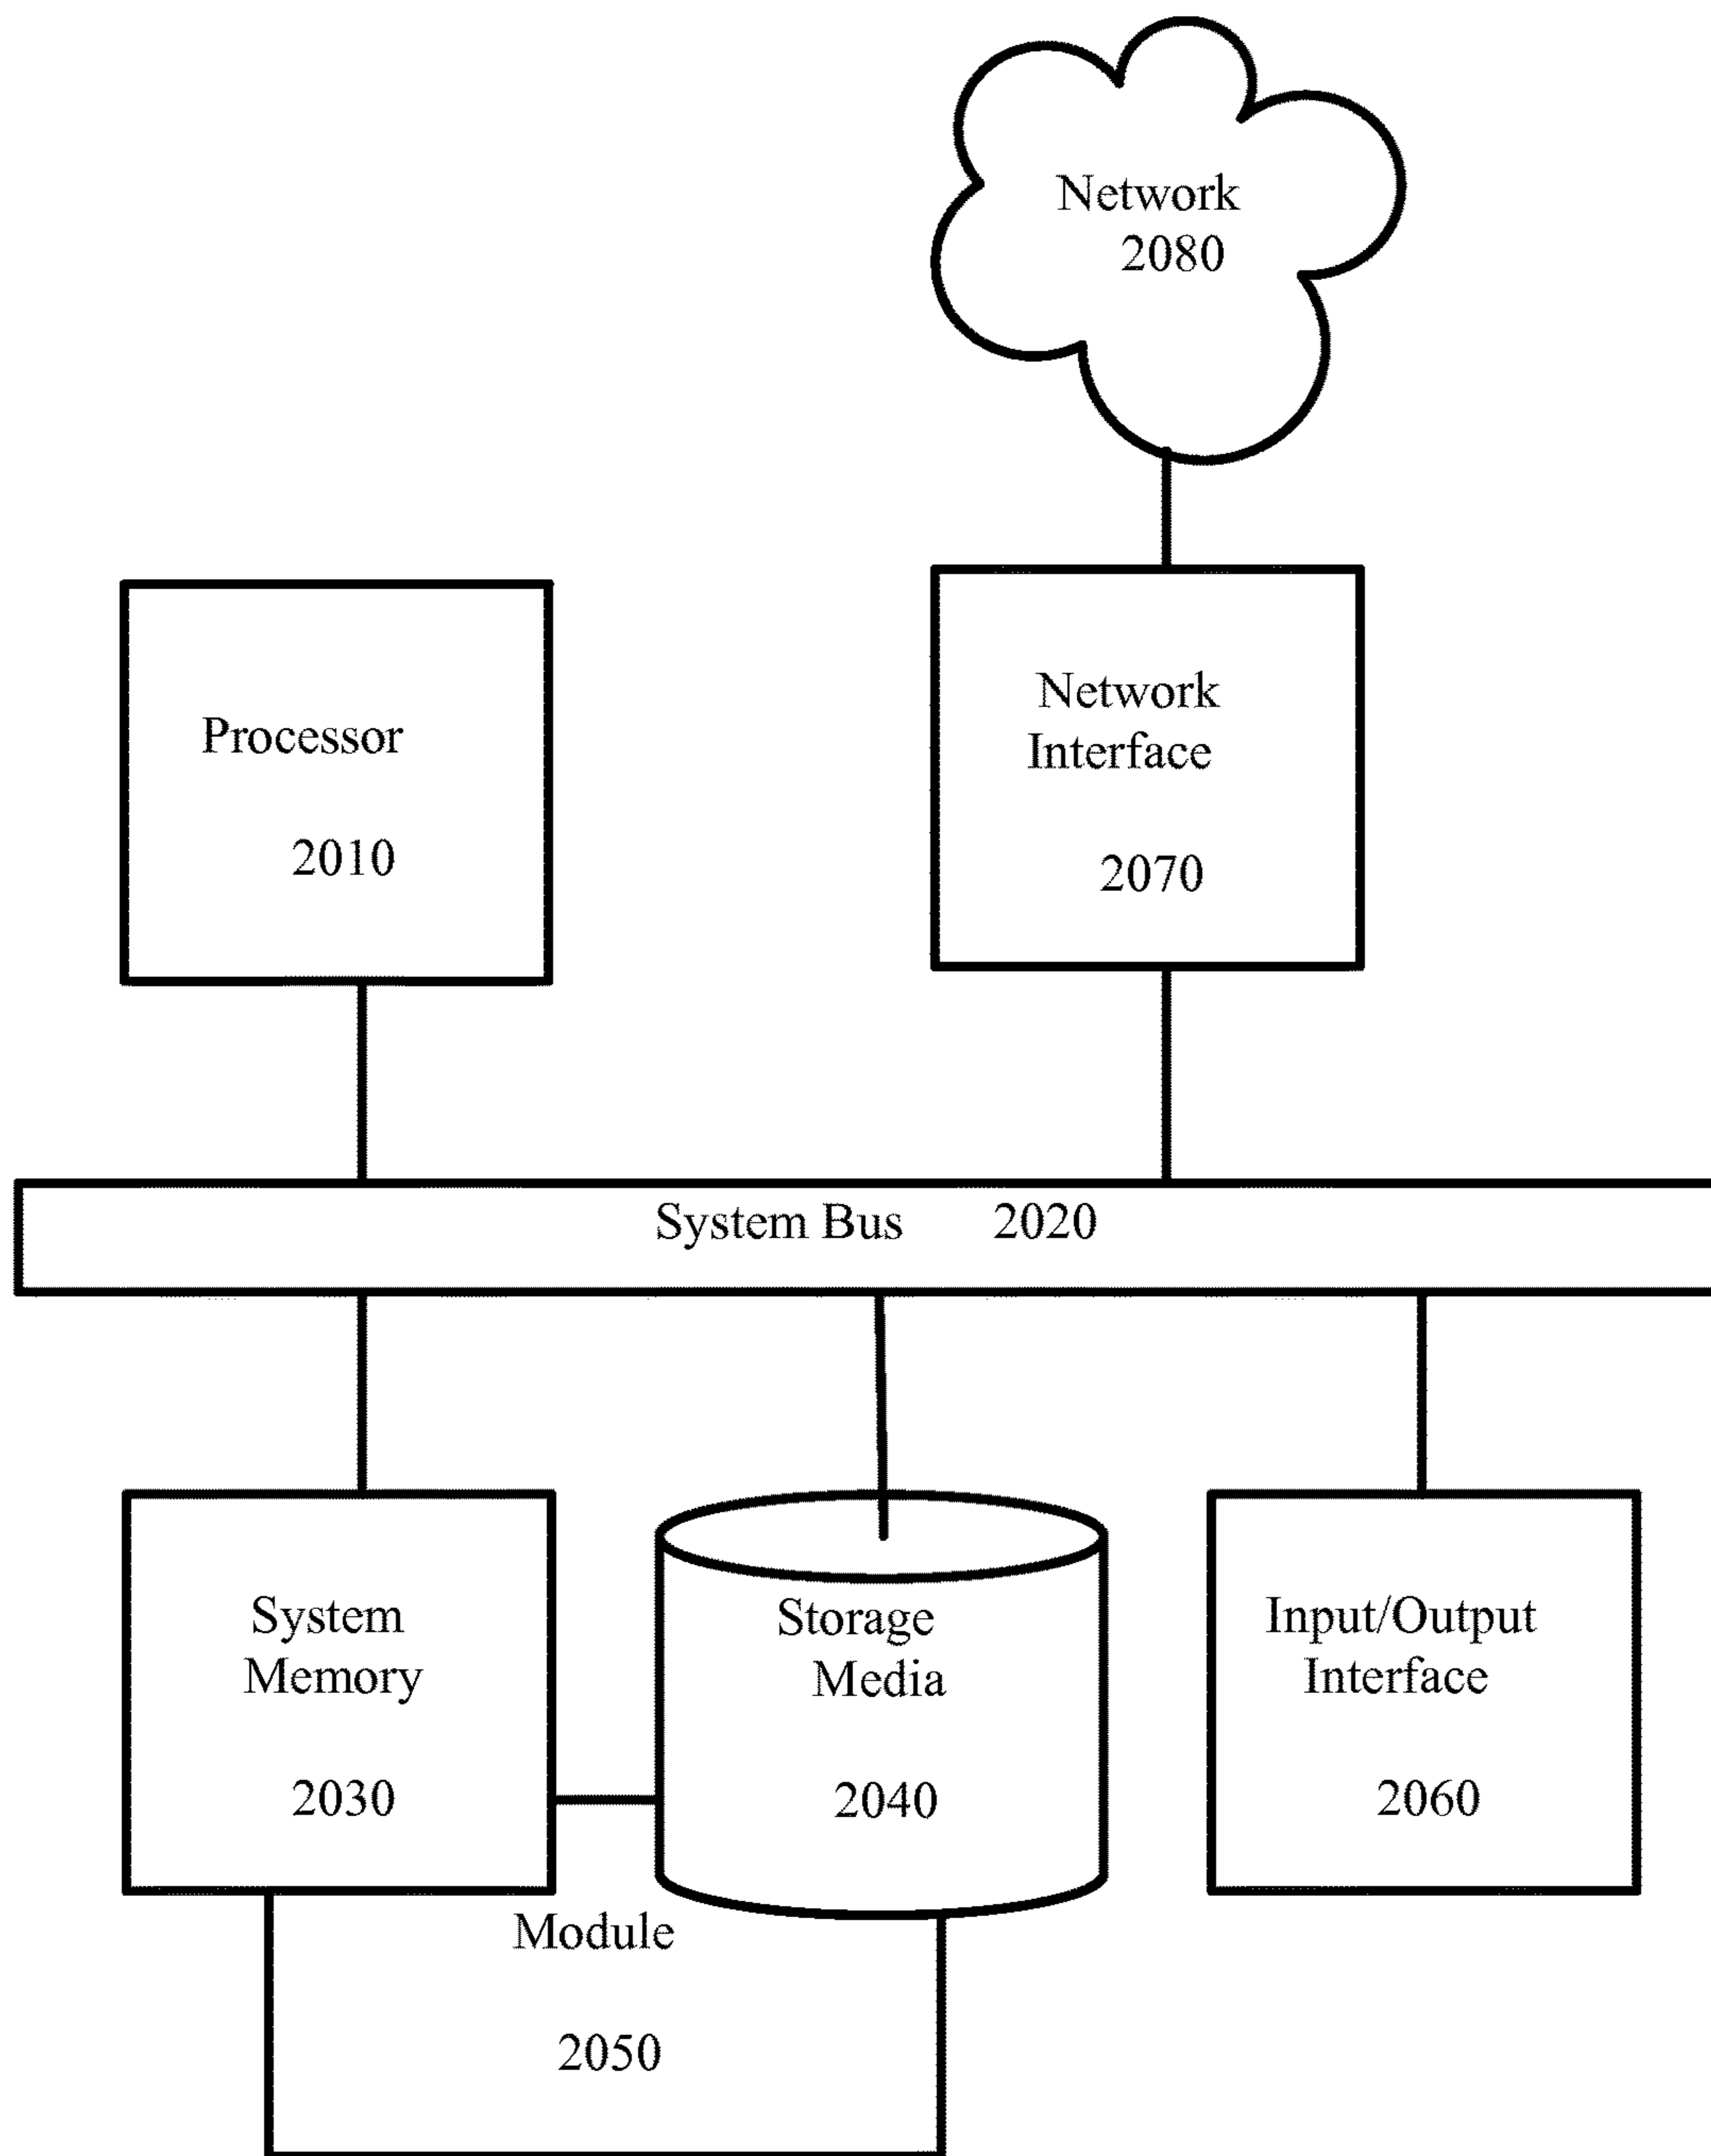 Network
2080
Processor
2010
Network
Interface
2070
System Bus 2020
System
Memory
2030
Storage
Media
2040
Input/Output
Interface
2060
Module
2050